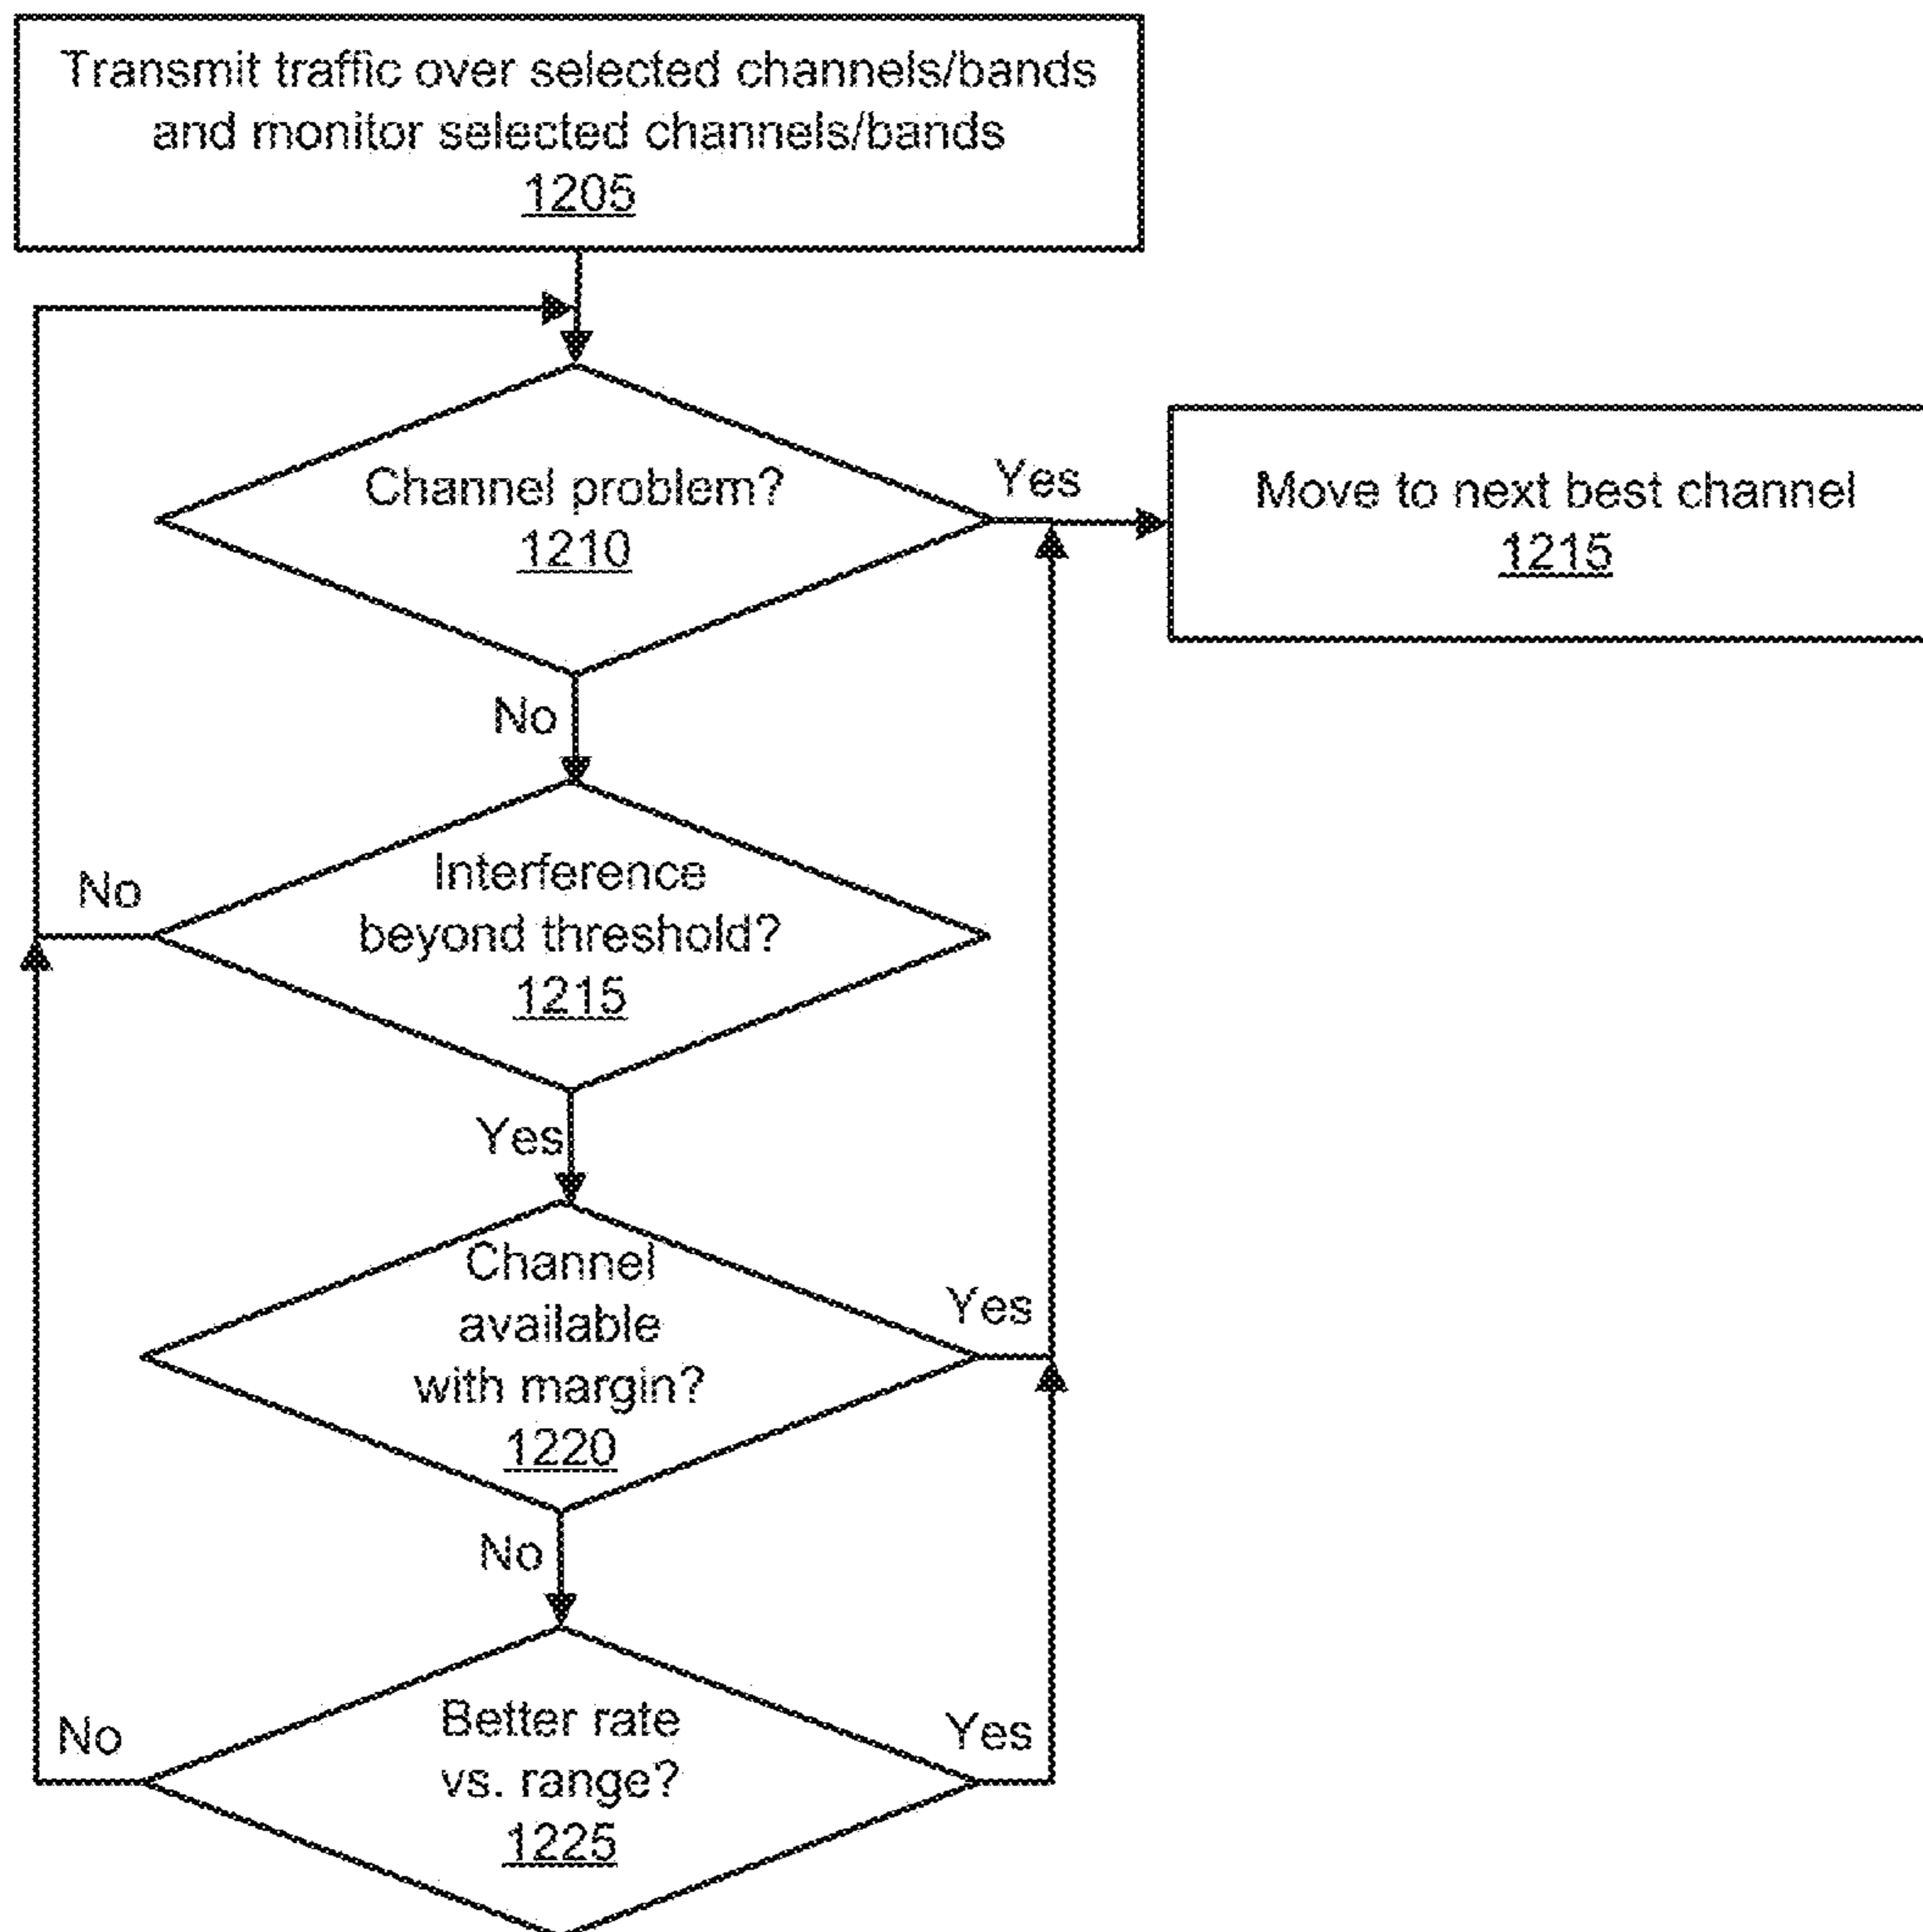 Transmit traffic over selected channels/bands
and monitor selected channels/bands
1205
Channel problem?
1210
Yes
Move to next best channel
1215
No
Interference
beyond threshold?
1215
No
Yes
Channel
available
with margin?
1220
Yes
No
Better rate
vs. range?
1225
No
Yes